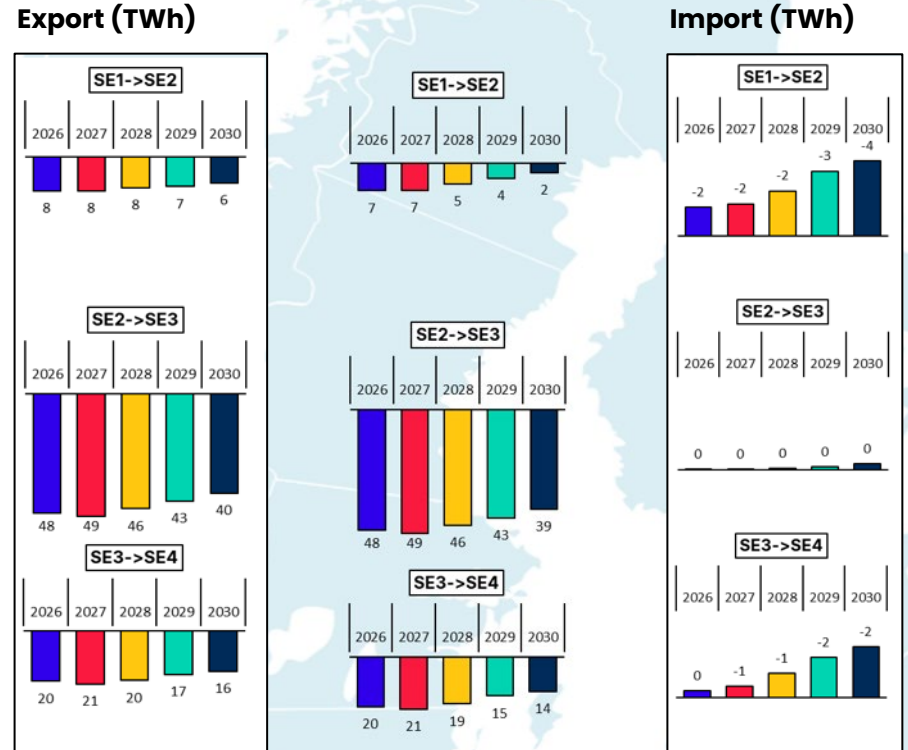 Export (TWh)
SE1->SE2
2026 2027 2028 2029 2030
8 8 8 7 6
SE2->SE3
2026 2027 2028 2029 2030
48 49 46 43 40
SE3->SE4
2026 2027 2028 2029 2030
20 21 20 17 16
SE1->SE2
2026 2027 2028 2029 2030
7 7 5 4 2
SE2->SE3
2026 2027 2028 2029 2030
48 49 46 43 39
SE3->SE4
2026 2027 2028 2029 2030
20 21 19 15 14
Import (TWh)
SE1->SE2
2026 2027 2028 2029 2030
-2 -2 -2 -3 -4
SE2->SE3
2026 2027 2028 2029 2030
0 0 0 0 0
SE3->SE4
2026 2027 2028 2029 2030
0 -1 -1 -2 -2